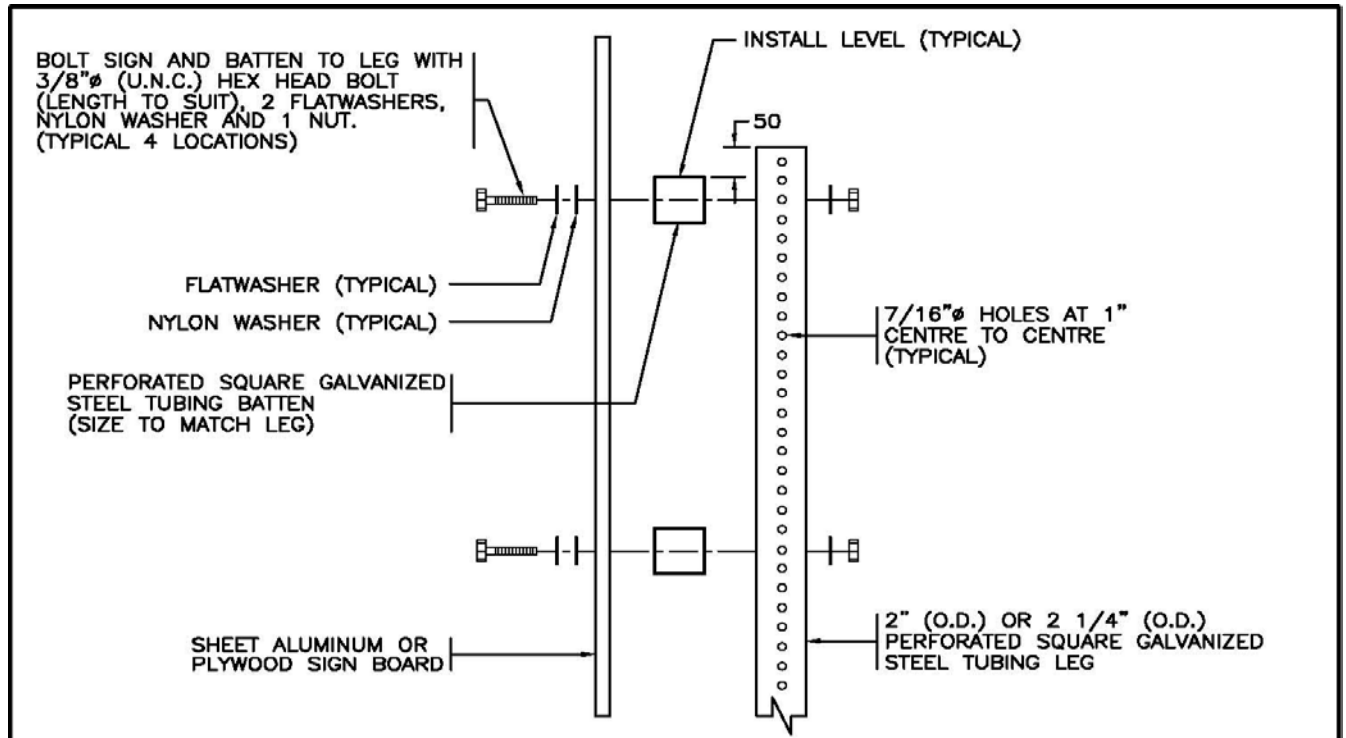 BOLT SIGN AND BATTEN TO LEG WITH
3/8"ø (U.N.C.) HEX HEAD BOLT
(LENGTH TO SUIT), 2 FLATWASHERS,
NYLON WASHER AND 1 NUT.
(TYPICAL 4 LOCATIONS)
INSTALL LEVEL (TYPICAL)
50
FLATWASHER (TYPICAL)
NYLON WASHER (TYPICAL)
7/16"ø HOLES AT 1"
CENTRE TO CENTRE
(TYPICAL)
PERFORATED SQUARE GALVANIZED
STEEL TUBING BATTEN
(SIZE TO MATCH LEG)
SHEET ALUMINUM OR
PLYWOOD SIGN BOARD
2" (O.D.) OR 2 1/4" (O.D.)
PERFORATED SQUARE GALVANIZED
STEEL TUBING LEG